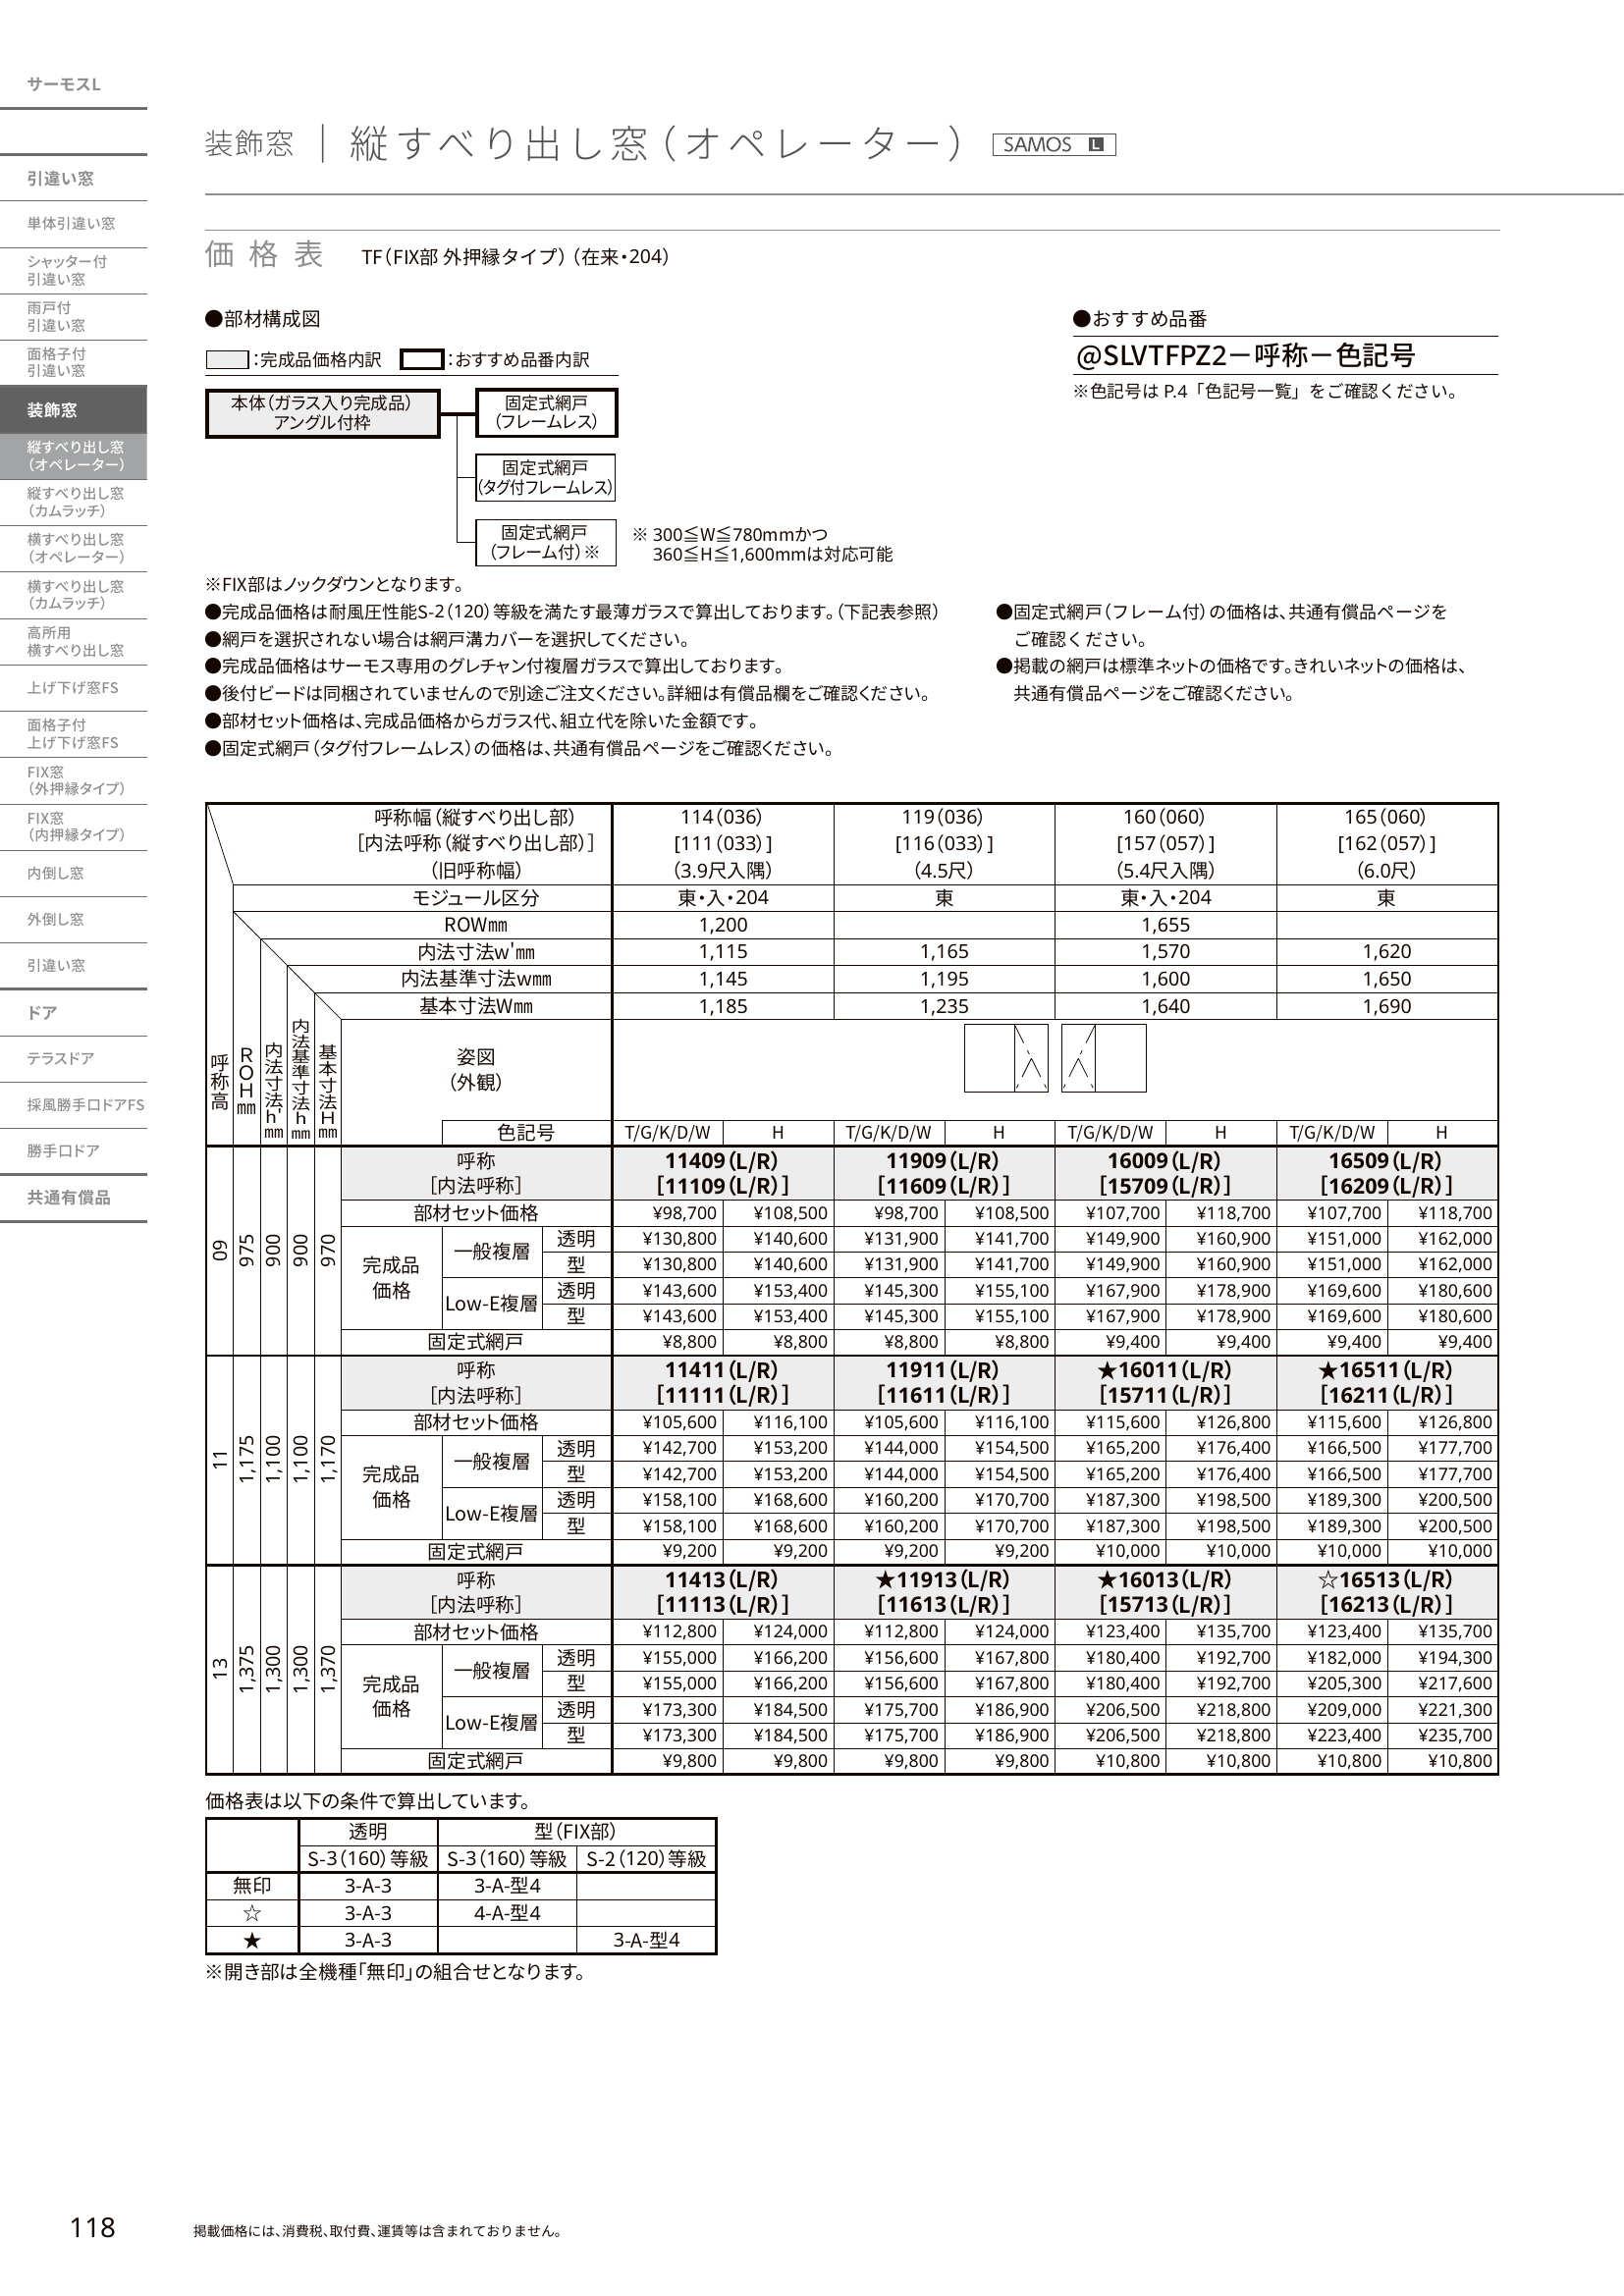 サーモスL
引違い窓
単体引違い窓
シャッター付
引違い窓
雨戸付
引違い窓
面格子付
引違い窓
装飾窓
縦すべり出し窓
（オペレーター）
縦すべり出し窓
（カムラッチ）
横すべり出し窓
（オペレーター）
横すべり出し窓
（カムラッチ）
高所用
横すべり出し窓
上げ下げ窓FS
面格子付
上げ下げ窓FS
FIX窓
（外押縁タイプ）
FIX窓
（内押縁タイプ）
内倒し窓
外倒し窓
引違い窓
ドア
テラスドア
採風勝手口ドアFS
勝手口ドア
共通有償品
装飾窓 縦すべり出し窓（オペレーター） SAMOS L
価格表 TF（FIX部 外押縁タイプ）（在来・204）
●部材構成図
：完成品価格内訳 ：おすすめ品番内訳
本体（ガラス入り完成品）
アングル付枠
固定式網戸
（フレームレス）
固定式網戸
（タグ付フレームレス）
固定式網戸
（フレーム付）※
※ 300≦W≦780mmかつ
360≦H≦1,600mmは対応可能
●おすすめ品番
@SLVTFPZ2－呼称－色記号
※色記号は P.4「色記号一覧」をご確認ください。
※FIX部はノックダウンとなります。
●完成品価格は耐風圧性能S-2（120）等級を満たす最薄ガラスで算出しております。（下記表参照）
●網戸を選択されない場合は網戸溝カバーを選択してください。
●完成品価格はサーモス専用のグレチャン付複層ガラスで算出しております。
●後付ビードは同梱されていませんので別途ご注文ください。詳細は有償品欄をご確認ください。
●部材セット価格は、完成品価格からガラス代、組立代を除いた金額です。
●固定式網戸（タグ付フレームレス）の価格は、共通有償品ページをご確認ください。
●固定式網戸（フレーム付）の価格は、共通有償品ページを
ご確認ください。
●掲載の網戸は標準ネットの価格です。きれいネットの価格は、
共通有償品ページをご確認ください。
呼称幅（縦すべり出し部） 114（036） 119（036） 160（060） 165（060）
［内法呼称（縦すべり出し部）］ [111（033）] [116（033）] [157（057）] [162（057）]
（旧呼称幅） （3.9尺入隅） （4.5尺） （5.4尺入隅） （6.0尺）
モジュール区分 東・入・204 東 東・入・204 東
ROW㎜ 1,200 1,655
内法寸法w'㎜ 1,115 1,165 1,570 1,620
内法基準寸法w㎜ 1,145 1,195 1,600 1,650
基本寸法W㎜ 1,185 1,235 1,640 1,690
呼称高 ROH㎜ 内法寸法h'㎜ 内法基準寸法h㎜ 基本寸法H㎜
姿図
（外観）
色記号 T/G/K/D/W H T/G/K/D/W H T/G/K/D/W H T/G/K/D/W H
09 975 900 900 970
呼称 11409（L/R） 11909（L/R） 16009（L/R） 16509（L/R）
［内法呼称］ [11109（L/R）] [11609（L/R）] [15709（L/R）] [16209（L/R）]
部材セット価格 ¥98,700 ¥108,500 ¥98,700 ¥108,500 ¥107,700 ¥118,700 ¥107,700 ¥118,700
完成品価格 一般複層 透明 ¥130,800 ¥140,600 ¥131,900 ¥141,700 ¥149,900 ¥160,900 ¥151,000 ¥162,000
型 ¥130,800 ¥140,600 ¥131,900 ¥141,700 ¥149,900 ¥160,900 ¥151,000 ¥162,000
Low-E複層 透明 ¥143,600 ¥153,400 ¥145,300 ¥155,100 ¥167,900 ¥178,900 ¥169,600 ¥180,600
型 ¥143,600 ¥153,400 ¥145,300 ¥155,100 ¥167,900 ¥178,900 ¥169,600 ¥180,600
固定式網戸 ¥8,800 ¥8,800 ¥8,800 ¥8,800 ¥9,400 ¥9,400 ¥9,400 ¥9,400
11 1,175 1,100 1,100 1,170
呼称 11411（L/R） 11911（L/R） ★16011（L/R） ★16511（L/R）
［内法呼称］ [11111（L/R）] [11611（L/R）] [15711（L/R）] [16211（L/R）]
部材セット価格 ¥105,600 ¥116,100 ¥105,600 ¥116,100 ¥115,600 ¥126,800 ¥115,600 ¥126,800
完成品価格 一般複層 透明 ¥142,700 ¥153,200 ¥144,000 ¥154,500 ¥165,200 ¥176,400 ¥166,500 ¥177,700
型 ¥142,700 ¥153,200 ¥144,000 ¥154,500 ¥165,200 ¥176,400 ¥166,500 ¥177,700
Low-E複層 透明 ¥158,100 ¥168,600 ¥160,200 ¥170,700 ¥187,300 ¥198,500 ¥189,300 ¥200,500
型 ¥158,100 ¥168,600 ¥160,200 ¥170,700 ¥187,300 ¥198,500 ¥189,300 ¥200,500
固定式網戸 ¥9,200 ¥9,200 ¥9,200 ¥9,200 ¥10,000 ¥10,000 ¥10,000 ¥10,000
13 1,375 1,300 1,300 1,370
呼称 11413（L/R） ★11913（L/R） ★16013（L/R） ☆16513（L/R）
［内法呼称］ [11113（L/R）] [11613（L/R）] [15713（L/R）] [16213（L/R）]
部材セット価格 ¥112,800 ¥124,000 ¥112,800 ¥124,000 ¥123,400 ¥135,700 ¥123,400 ¥135,700
完成品価格 一般複層 透明 ¥155,000 ¥166,200 ¥156,600 ¥167,800 ¥180,400 ¥192,700 ¥182,000 ¥194,300
型 ¥155,000 ¥166,200 ¥156,600 ¥167,800 ¥180,400 ¥192,700 ¥205,300 ¥217,600
Low-E複層 透明 ¥173,300 ¥184,500 ¥175,700 ¥186,900 ¥206,500 ¥218,800 ¥209,000 ¥221,300
型 ¥173,300 ¥184,500 ¥175,700 ¥186,900 ¥206,500 ¥218,800 ¥223,400 ¥235,700
固定式網戸 ¥9,800 ¥9,800 ¥9,800 ¥9,800 ¥10,800 ¥10,800 ¥10,800 ¥10,800
価格表は以下の条件で算出しています。
透明 型（FIX部）
S-3（160）等級 S-3（160）等級 S-2（120）等級
無印 3-A-3 3-A-型4
☆ 3-A-3 4-A-型4
★ 3-A-3 3-A-型4
※開き部は全機種「無印」の組合せとなります。
118 掲載価格には、消費税、取付費、運賃等は含まれておりません。